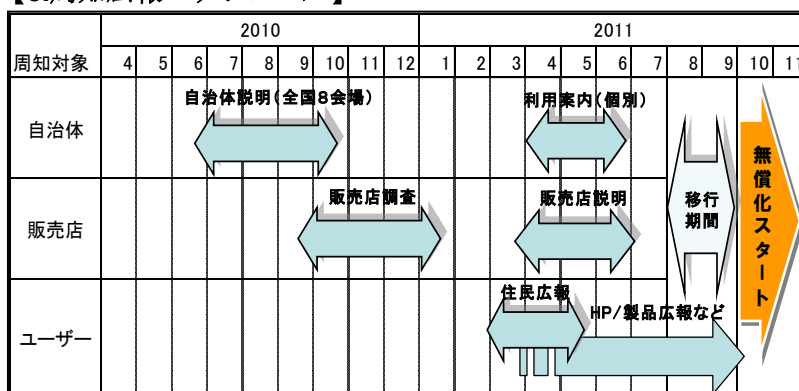 2010 2011
周知対象 4 5 6 7 8 9 10 11 12 1 2 3 4 5 6 7 8 9 10 11
自治体説明(全国8会場) 利用案内(個別)
自治体
販売店調査 販売店説明
販売店
移行
期間
無償化スタート
住民広報
HP/製品広報など
ユーザー